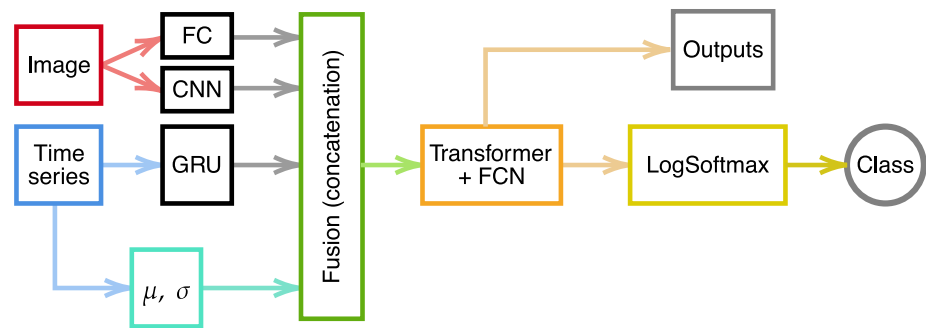 Image
FC
CNN
Time
series
GRU
μ, σ
Fusion (concatenation)
Transformer
+ FCN
Outputs
LogSoftmax
Class